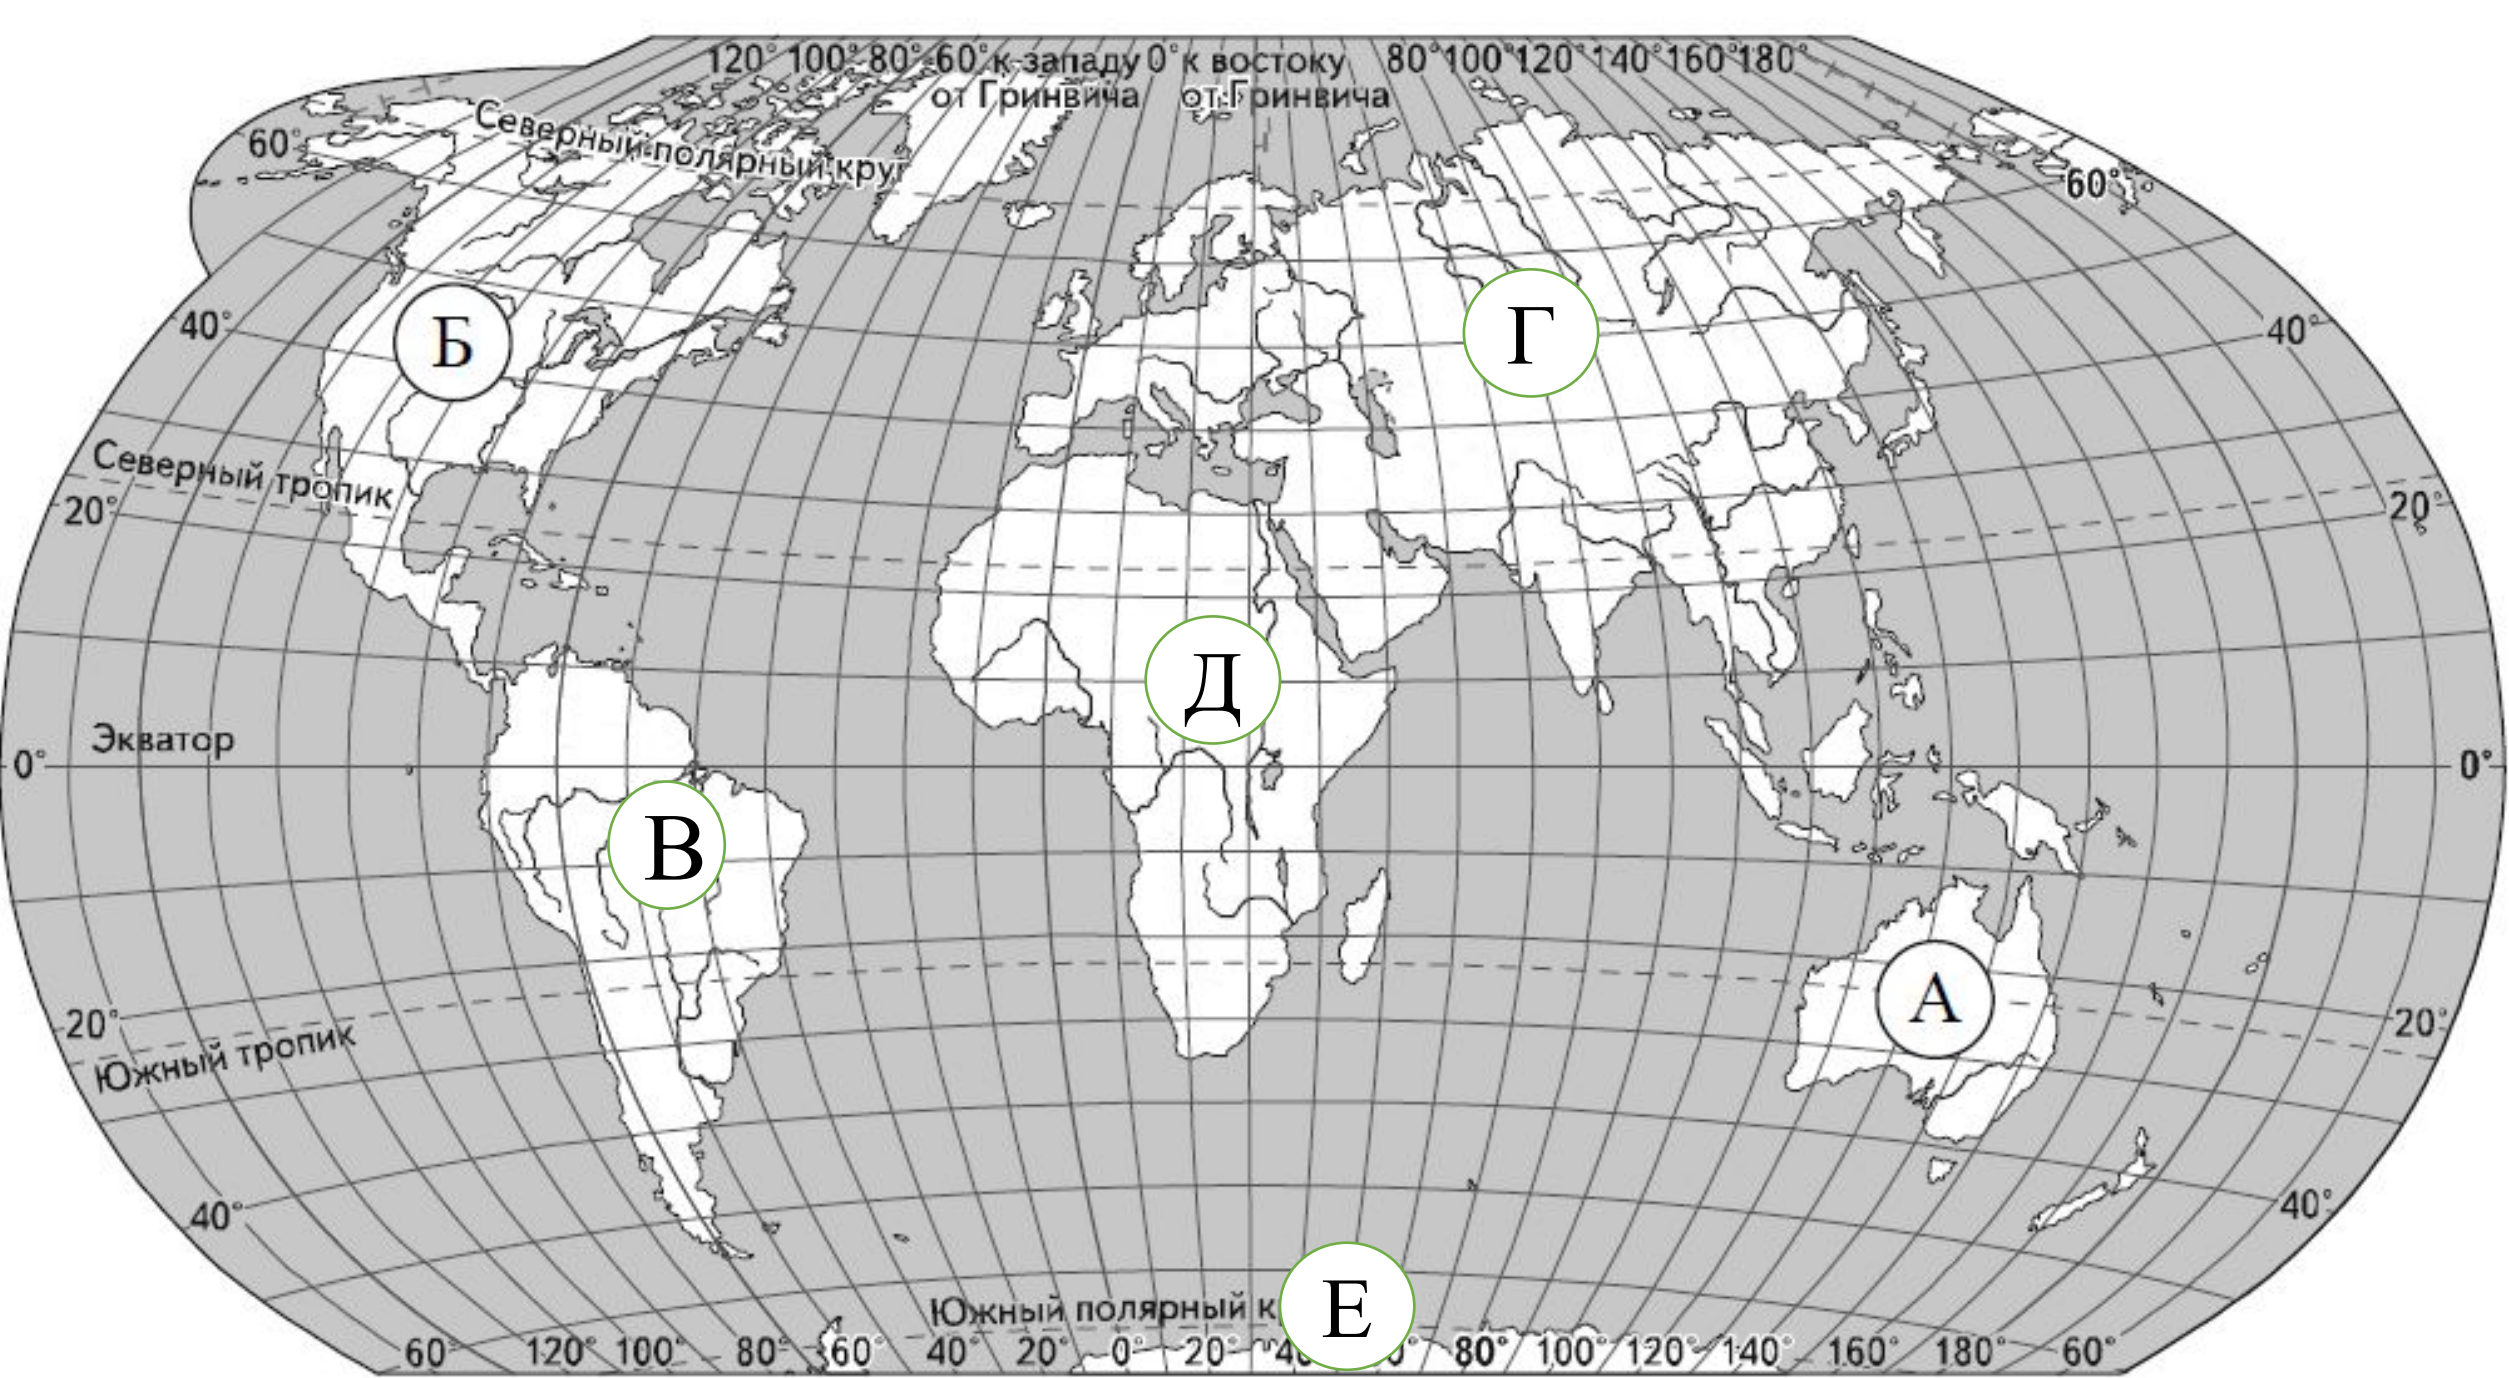 120° 100° 80° 60° к западу 0° к востоку 80° 100° 120° 140° 160° 180°
от Гринвича от Гринвича
Северный полярный круг
60° 60°
40° 40°
Б Г
Северный тропик
20° 20°
Д
Экватор
0° 0°
В
А
20° 20°
Южный тропик
40° 40°
Южный полярный к
Е
60° 120° 100° 80° 60° 40° 20° 0° 20° 40 0° 80° 100° 120° 140° 160° 180° 60°